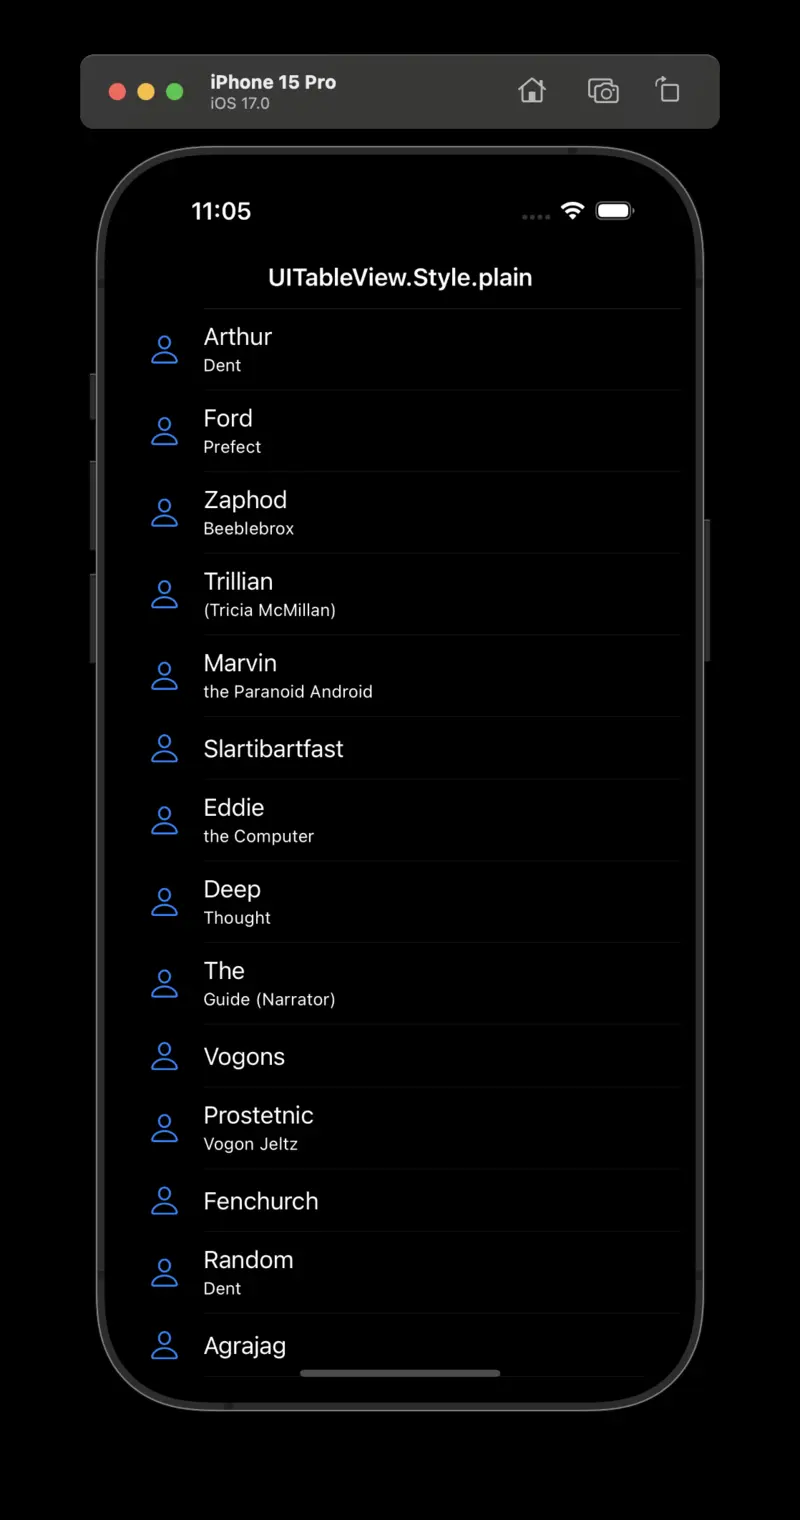 iPhone 15 Pro
iOS 17.0
11:05
UITableView.Style.plain
Arthur
Dent
Ford
Prefect
Zaphod
Beeblebrox
Trillian
(Tricia McMillan)
Marvin
the Paranoid Android
Slartibartfast
Eddie
the Computer
Deep
Thought
The
Guide (Narrator)
Vogons
Prostetnic
Vogon Jeltz
Fenchurch
Random
Dent
Agrajag